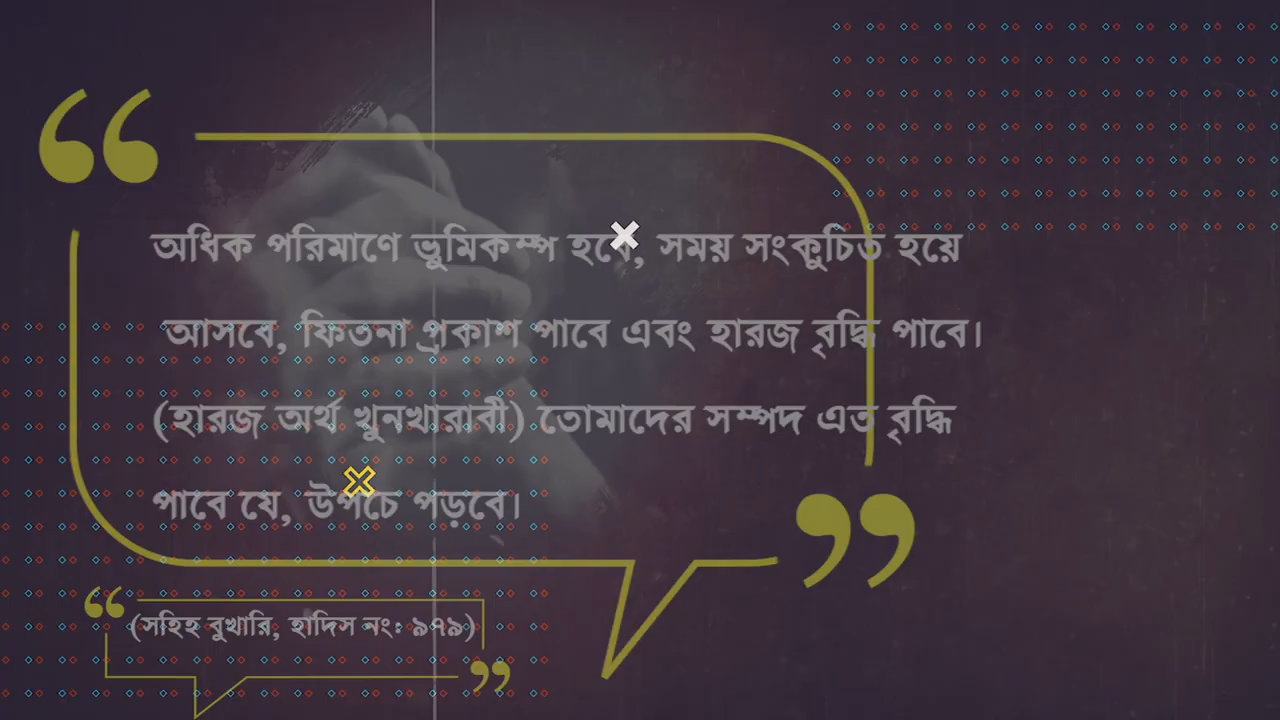 অধিক পরিমাণে ভূমিকম্প হবে, সময় সংকুচিত হয়ে
আসবে, ফিতনা প্রকাশ পাবে এবং হারজ বৃদ্ধি পাবে।
(হারজ অর্থ খুনখারাবী) তোমাদের সম্পদ এত বৃদ্ধি
পাবে যে, উপচে পড়বে।
(সহিহ বুখারি, হাদিস নং: ৯৭৯)